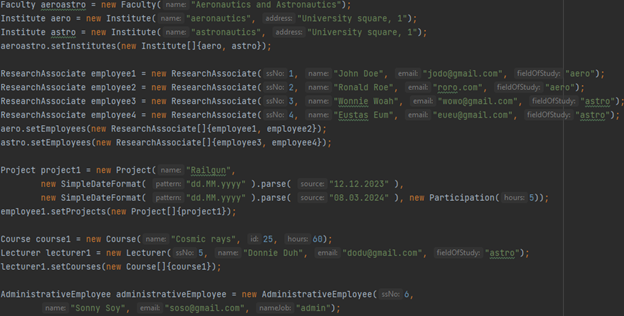 Faculty aeroastro = new Faculty( name: "Aeronautics and Astronautics");
Institute aero = new Institute( name: "aeronautics", address: "University square, 1");
Institute astro = new Institute( name: "astronautics", address: "University square, 1");
aeroastro.setInstitutes(new Institute[]{aero, astro});
ResearchAssociate employee1 = new ResearchAssociate( ssNo: 1, name: "John Doe", email: "jodo@gmail.com", fieldOfStudy: "aero");
ResearchAssociate employee2 = new ResearchAssociate( ssNo: 2, name: "Ronald Roe", email: "roro.com", fieldOfStudy: "aero");
ResearchAssociate employee3 = new ResearchAssociate( ssNo: 3, name: "Wonnie Woah", email: "wowo@gmail.com", fieldOfStudy: "astro");
ResearchAssociate employee4 = new ResearchAssociate( ssNo: 4, name: "Eustas Eum", email: "eueu@gmail.com", fieldOfStudy: "astro");
aero.setEmployees(new ResearchAssociate[]{employee1, employee2});
astro.setEmployees(new ResearchAssociate[]{employee3, employee4});
Project project1 = new Project( name: "Railgun",
new SimpleDateFormat( pattern: "dd.MM.yyyy" ).parse( source: "12.12.2023" ),
new SimpleDateFormat( pattern: "dd.MM.yyyy" ).parse( source: "08.03.2024" ), new Participation( hours: 5));
employee1.setProjects(new Project[]{project1});
Course course1 = new Course( name: "Cosmic rays", id: 25, hours: 60);
Lecturer lecturer1 = new Lecturer( ssNo: 5, name: "Donnie Duh", email: "dodu@gmail.com", fieldOfStudy: "astro");
lecturer1.setCourses(new Course[]{course1});
AdministrativeEmployee administrativeEmployee = new AdministrativeEmployee( ssNo: 6,
name: "Sonny Soy", email: "soso@gmail.com", nameJob: "admin");